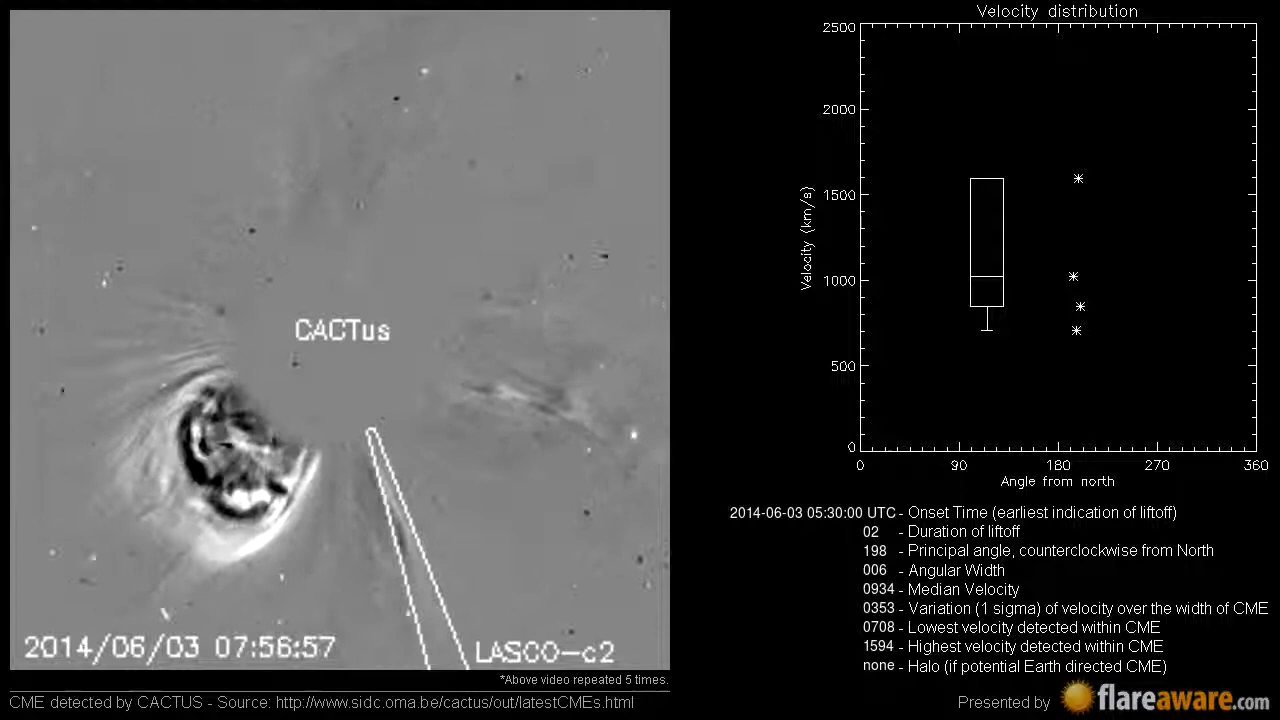 CACTus
2014/06/03 07:56:57
LASCO-c2
*Above video repeated 5 times.
CME detected by CACTUS - Source: http://www.sidc.oma.be/cactus/out/latestCMEs.html
Velocity distribution
2500
2000
1500
1000
500
0
Velocity (km/s)
0 90 180 270 360
Angle from north
2014-06-03 05:30:00 UTC - Onset Time (earliest indication of liftoff)
02 - Duration of liftoff
198 - Principal angle, counterclockwise from North
006 - Angular Width
0934 - Median Velocity
0353 - Variation (1 sigma) of velocity over the width of CME
0708 - Lowest velocity detected within CME
1594 - Highest velocity detected within CME
none - Halo (if potential Earth directed CME)
Presented by flareaware.com